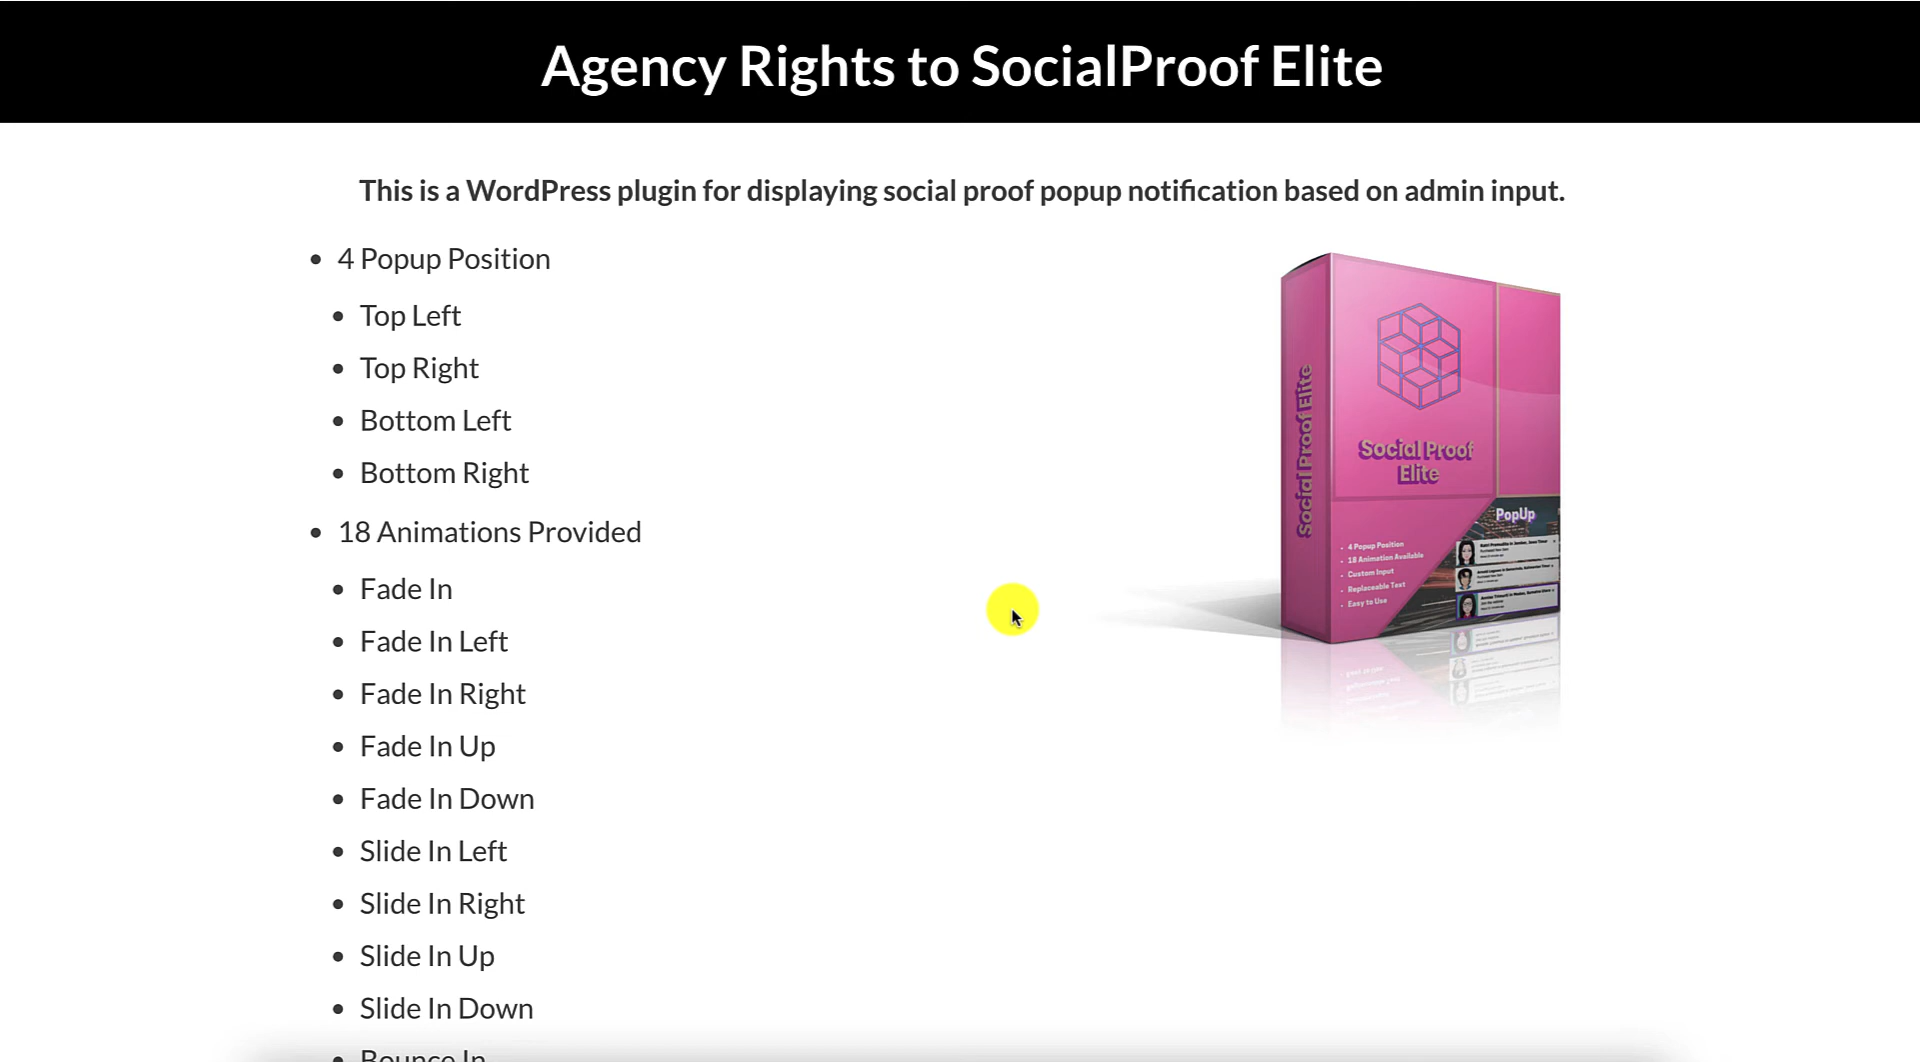 Agency Rights to SocialProof Elite
This is a WordPress plugin for displaying social proof popup notification based on admin input.
4 Popup Position
Top Left
Top Right
Bottom Left
Bottom Right
18 Animations Provided
Fade In
Fade In Left
Fade In Right
Fade In Up
Fade In Down
Slide In Left
Slide In Right
Slide In Up
Slide In Down
Bounce In
Social Proof Elite
Social Proof
Elite
PopUp
4 Popup Position
18 Animation Available
Custom Input
Replaceable Text
Easy to Use